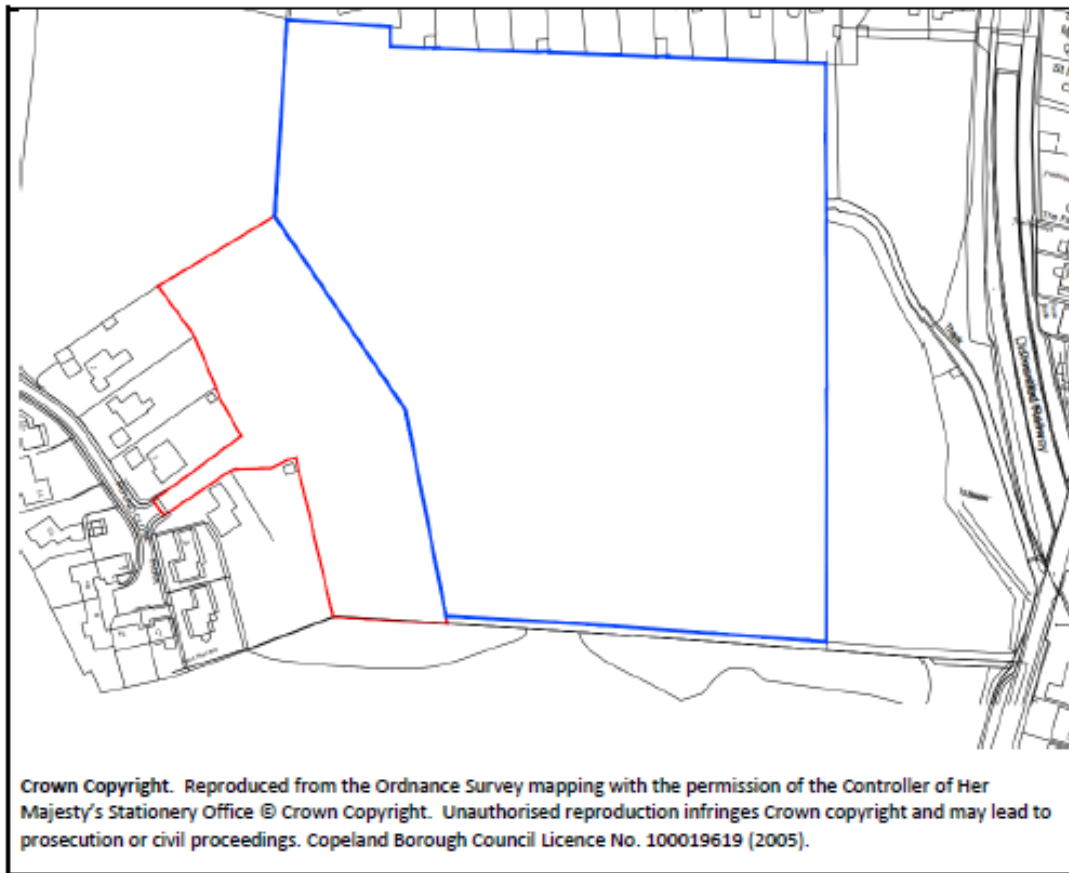 Track
Dismantled Railway
Crown Copyright. Reproduced from the Ordnance Survey mapping with the permission of the Controller of Her
Majesty's Stationery Office © Crown Copyright. Unauthorised reproduction infringes Crown copyright and may lead to
prosecution or civil proceedings. Copeland Borough Council Licence No. 100019619 (2005).